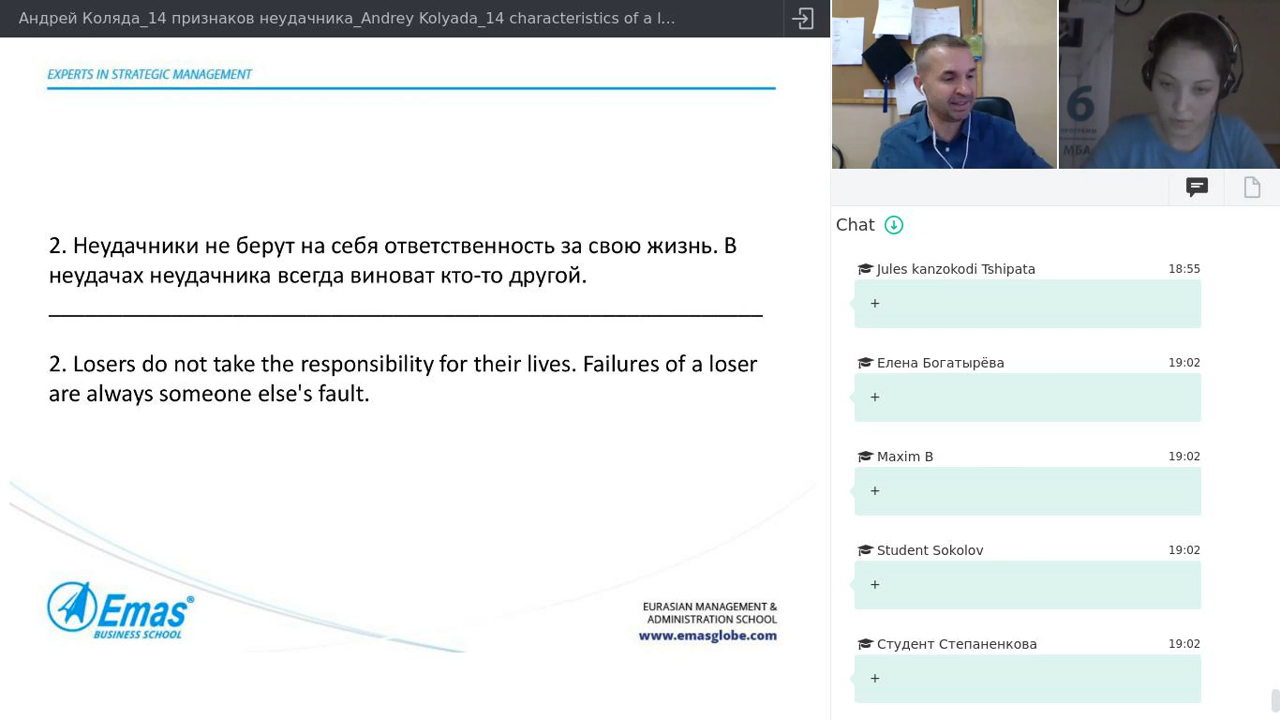 Андрей Коляда_14 признаков неудачника_Andrey Kolyada_14 characteristics of a l...
EXPERTS IN STRATEGIC MANAGEMENT
2. Неудачники не берут на себя ответственность за свою жизнь. В
неудачах неудачника всегда виноват кто-то другой.
2. Losers do not take the responsibility for their lives. Failures of a loser
are always someone else's fault.
Emas®
BUSINESS SCHOOL
EURASIAN MANAGEMENT &
ADMINISTRATION SCHOOL
www.emasglobe.com
6
МБА
Chat
Jules kanzokodi Tshipata 18:55
+
Елена Богатырёва 19:02
+
Maxim B 19:02
+
Student Sokolov 19:02
+
Студент Степаненкова 19:02
+